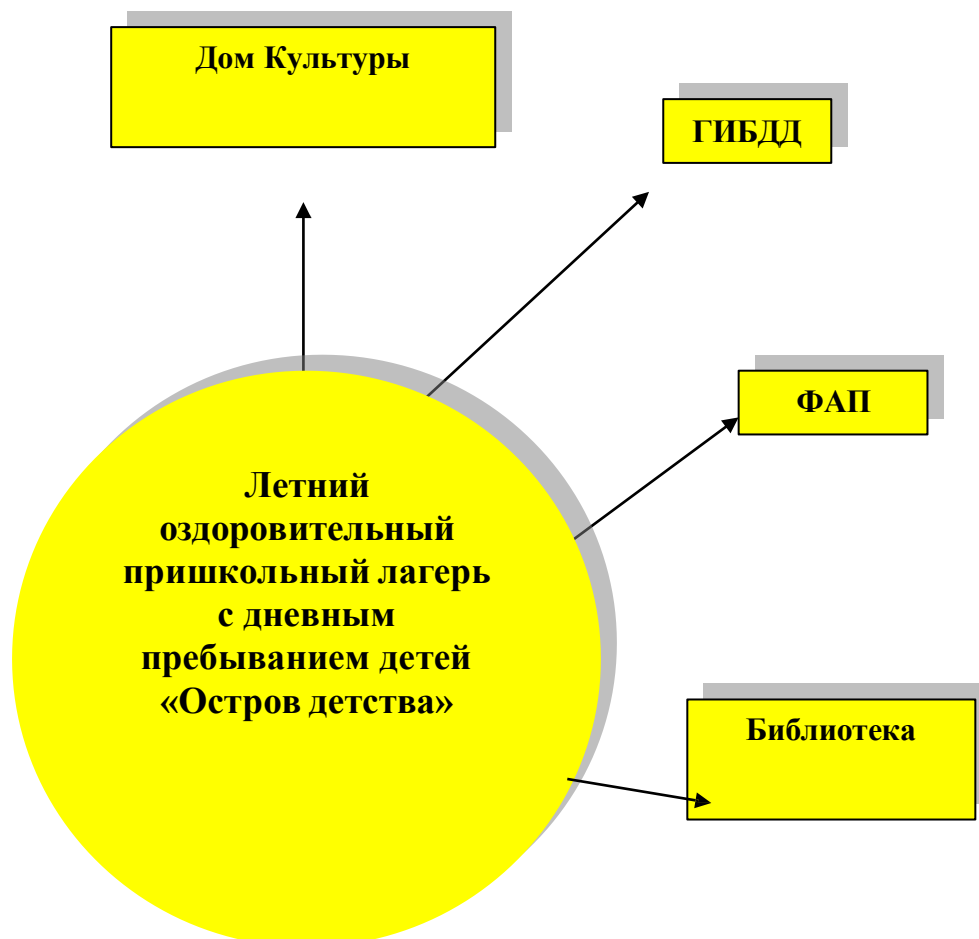 Дом Культуры
ГИБДД
ФАП
Летний
оздоровительный
пришкольный лагерь
с дневным
пребыванием детей
«Остров детства»
Библиотека